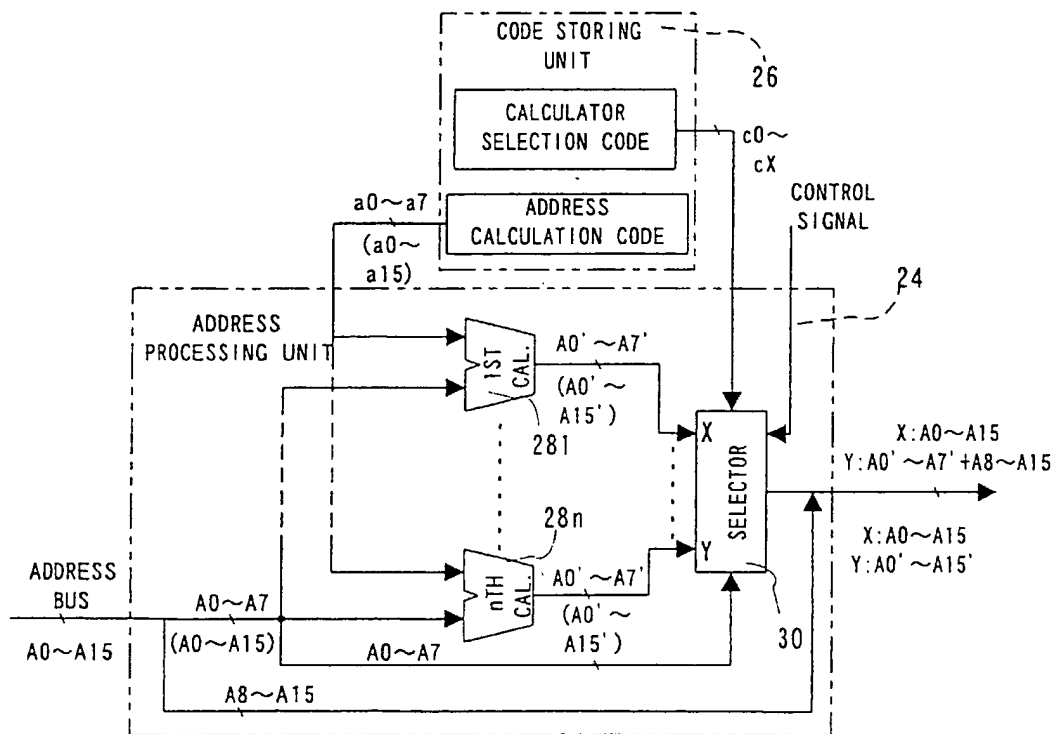 CODE STORING
UNIT
26
CALCULATOR
SELECTION CODE
c0~
cX
a0~a7
(a0~
a15)
ADDRESS
CALCULATION CODE
CONTROL
SIGNAL
24
ADDRESS
PROCESSING UNIT
1ST
CAL.
A0'~A7'
(A0'~
A15')
281
X
SELECTOR
X:A0~A15
Y:A0'~A7'+A8~A15
28n
nTH
CAL.
A0'~A7'
(A0'~
A15')
Y
X:A0~A15
Y:A0'~A15'
30
ADDRESS
BUS
A0~A15
A0~A7
(A0~A15)
A0~A7
A8~A15